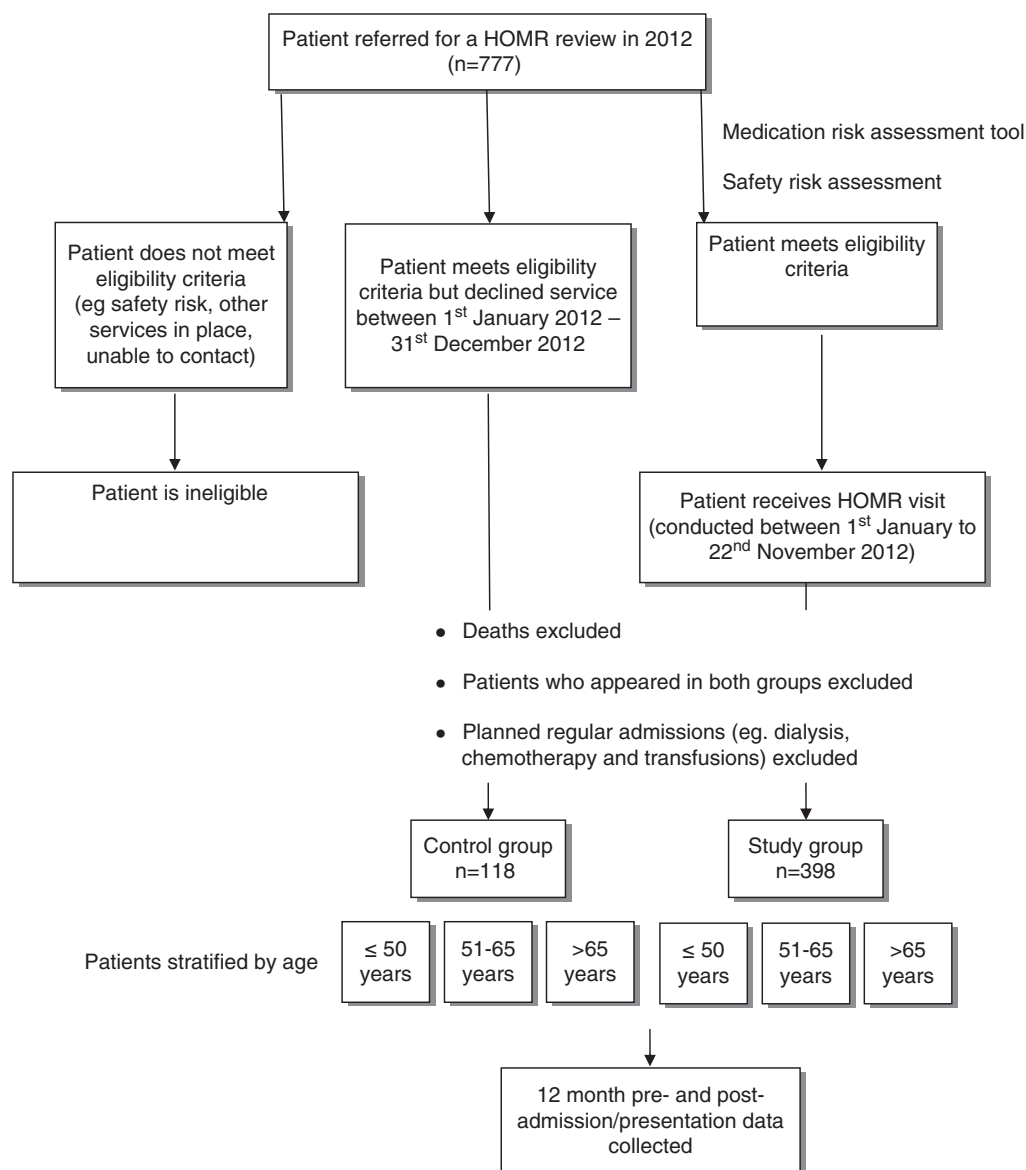 Patient referred for a HOMR review in 2012
(n=777)
Medication risk assessment tool
Safety risk assessment
Patient does not meet
eligibility criteria
(eg safety risk, other
services in place,
unable to contact)
Patient meets eligibility
criteria but declined service
between 1st January 2012 –
31st December 2012
Patient meets eligibility
criteria
Patient is ineligible
Patient receives HOMR visit
(conducted between 1st January to
22nd November 2012)
• Deaths excluded
• Patients who appeared in both groups excluded
• Planned regular admissions (eg. dialysis,
chemotherapy and transfusions) excluded
Control group
n=118
Study group
n=398
Patients stratified by age
≤ 50
years
51-65
years
>65
years
≤ 50
years
51-65
years
>65
years
12 month pre- and post-
admission/presentation data
collected